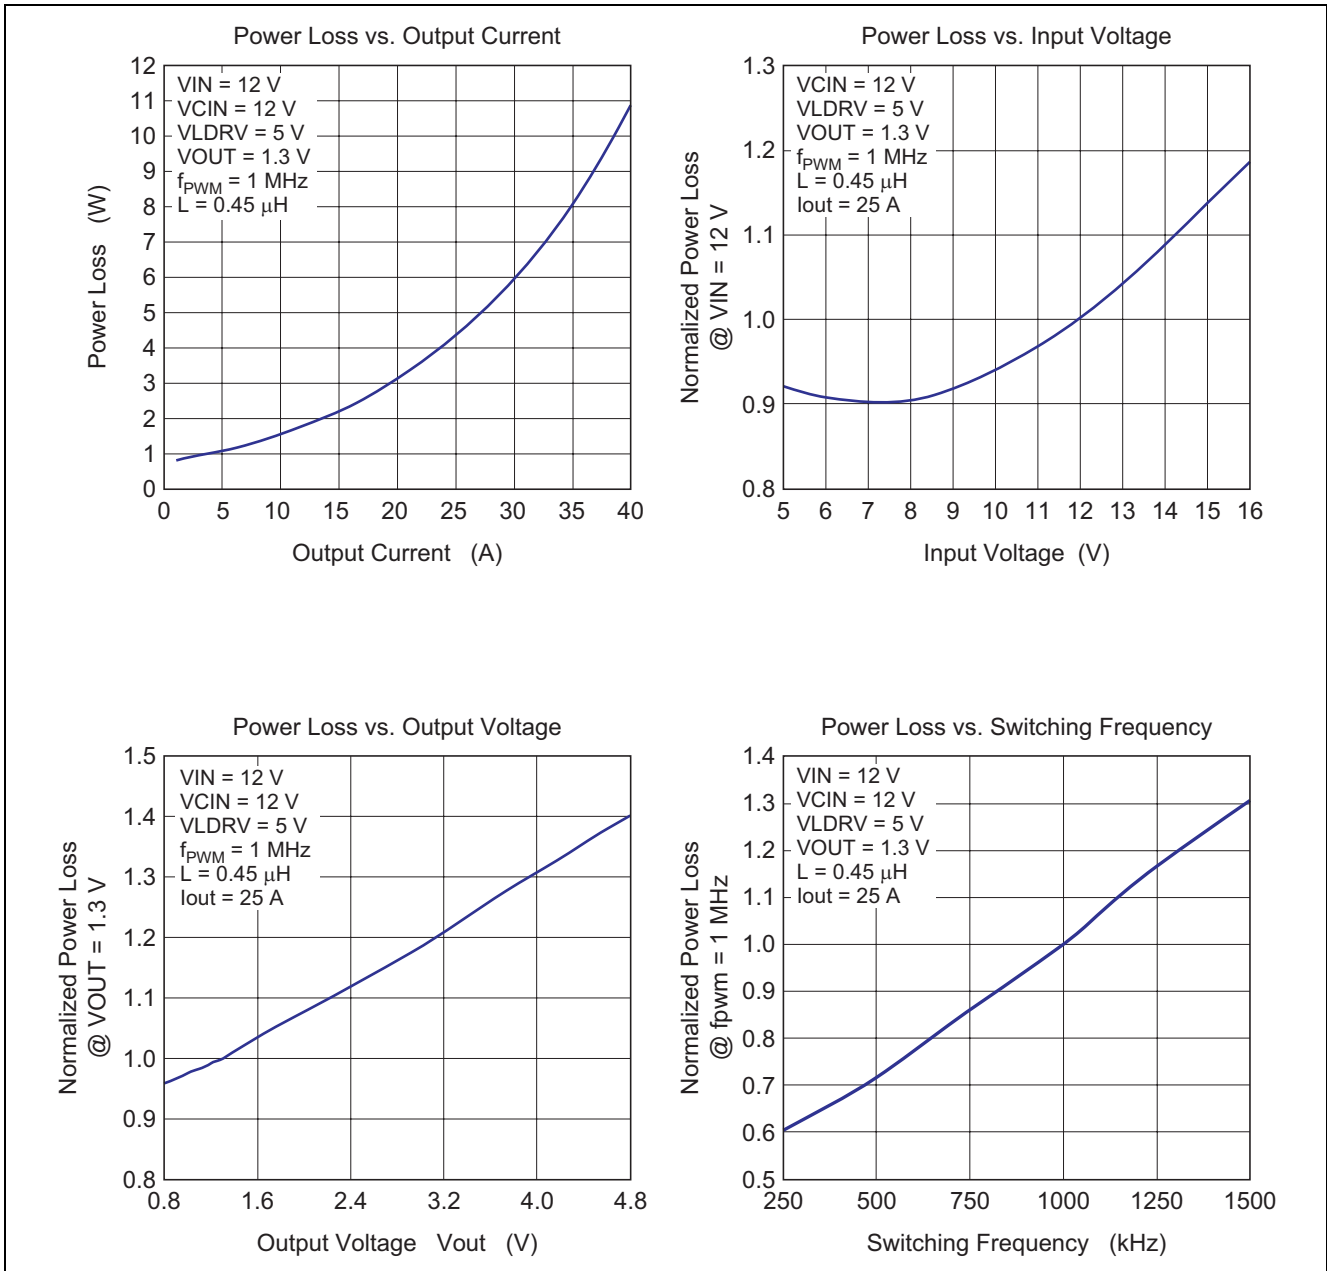 Power Loss vs. Output Current
12
11
10
9
8
7
6
5
4
3
2
1
0
VIN = 12 V
VCIN = 12 V
VLDRV = 5 V
VOUT = 1.3 V
fPWM = 1 MHz
L = 0.45 μH
Power Loss (W)
0 5 10 15 20 25 30 35 40
Output Current (A)
Power Loss vs. Input Voltage
1.3
1.2
1.1
1.0
0.9
0.8
VCIN = 12 V
VLDRV = 5 V
VOUT = 1.3 V
fPWM = 1 MHz
L = 0.45 μH
Iout = 25 A
Normalized Power Loss
@ VIN = 12 V
5 6 7 8 9 10 11 12 13 14 15 16
Input Voltage (V)
Power Loss vs. Output Voltage
1.5
1.4
1.3
1.2
1.1
1.0
0.9
0.8
VIN = 12 V
VCIN = 12 V
VLDRV = 5 V
fPWM = 1 MHz
L = 0.45 μH
Iout = 25 A
Normalized Power Loss
@ VOUT = 1.3 V
0.8 1.6 2.4 3.2 4.0 4.8
Output Voltage Vout (V)
Power Loss vs. Switching Frequency
1.4
1.3
1.2
1.1
1.0
0.9
0.8
0.7
0.6
0.5
VIN = 12 V
VCIN = 12 V
VLDRV = 5 V
VOUT = 1.3 V
L = 0.45 μH
Iout = 25 A
Normalized Power Loss
@ fpwm = 1 MHz
250 500 750 1000 1250 1500
Switching Frequency (kHz)